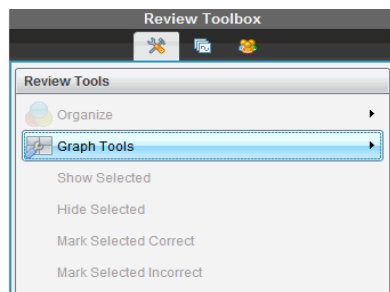 Review Toolbox
Review Tools
Organize
Graph Tools
Show Selected
Hide Selected
Mark Selected Correct
Mark Selected Incorrect